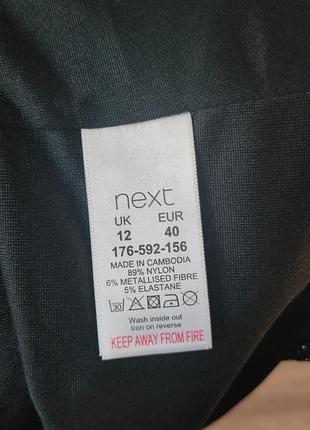 next
UK EUR
12 40
176-592-156
MADE IN CAMBODIA
89% NYLON
6% METALLISED FIBRE
5% ELASTANE
30
Wash inside out
Iron on reverse
KEEP AWAY FROM FIRE